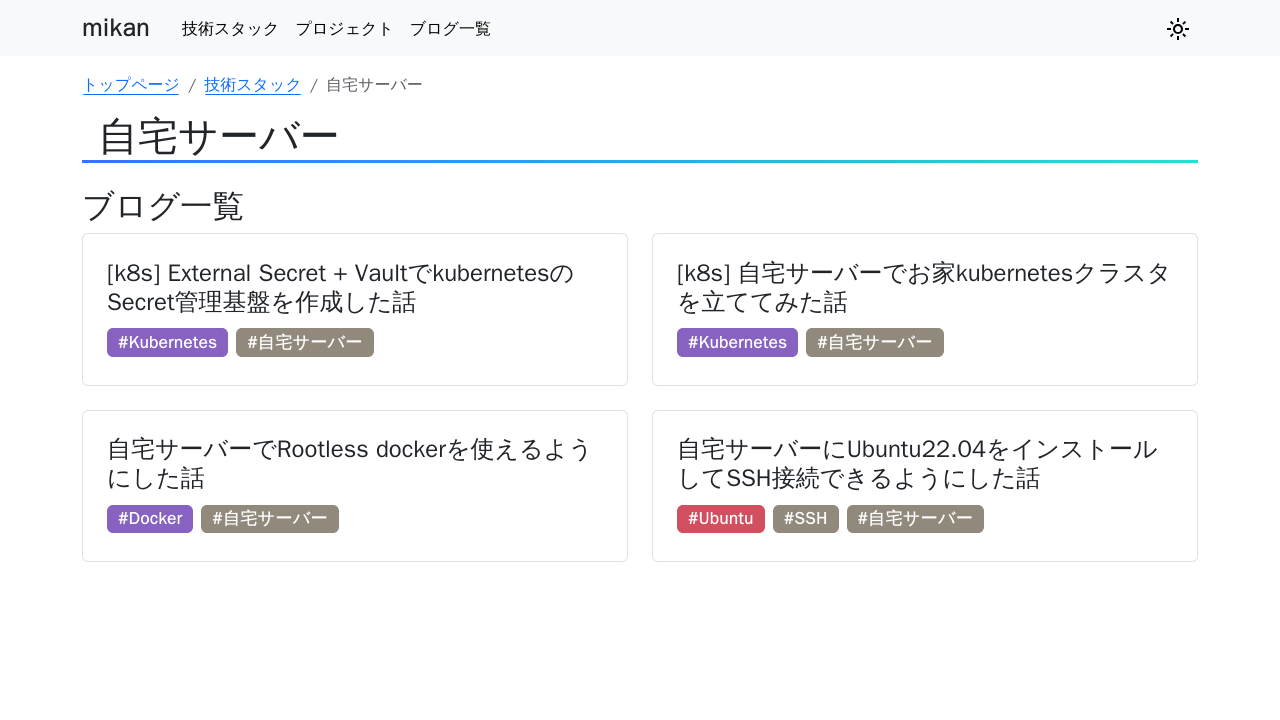 mikan 技術スタック プロジェクト ブログ一覧
トップページ / 技術スタック / 自宅サーバー
自宅サーバー
ブログ一覧
[k8s] External Secret + Vaultでkubernetesの
Secret管理基盤を作成した話
#Kubernetes #自宅サーバー
[k8s] 自宅サーバーでお家kubernetesクラスタ
を立ててみた話
#Kubernetes #自宅サーバー
自宅サーバーでRootless dockerを使えるよう
にした話
#Docker #自宅サーバー
自宅サーバーにUbuntu22.04をインストール
してSSH接続できるようにした話
#Ubuntu #SSH #自宅サーバー